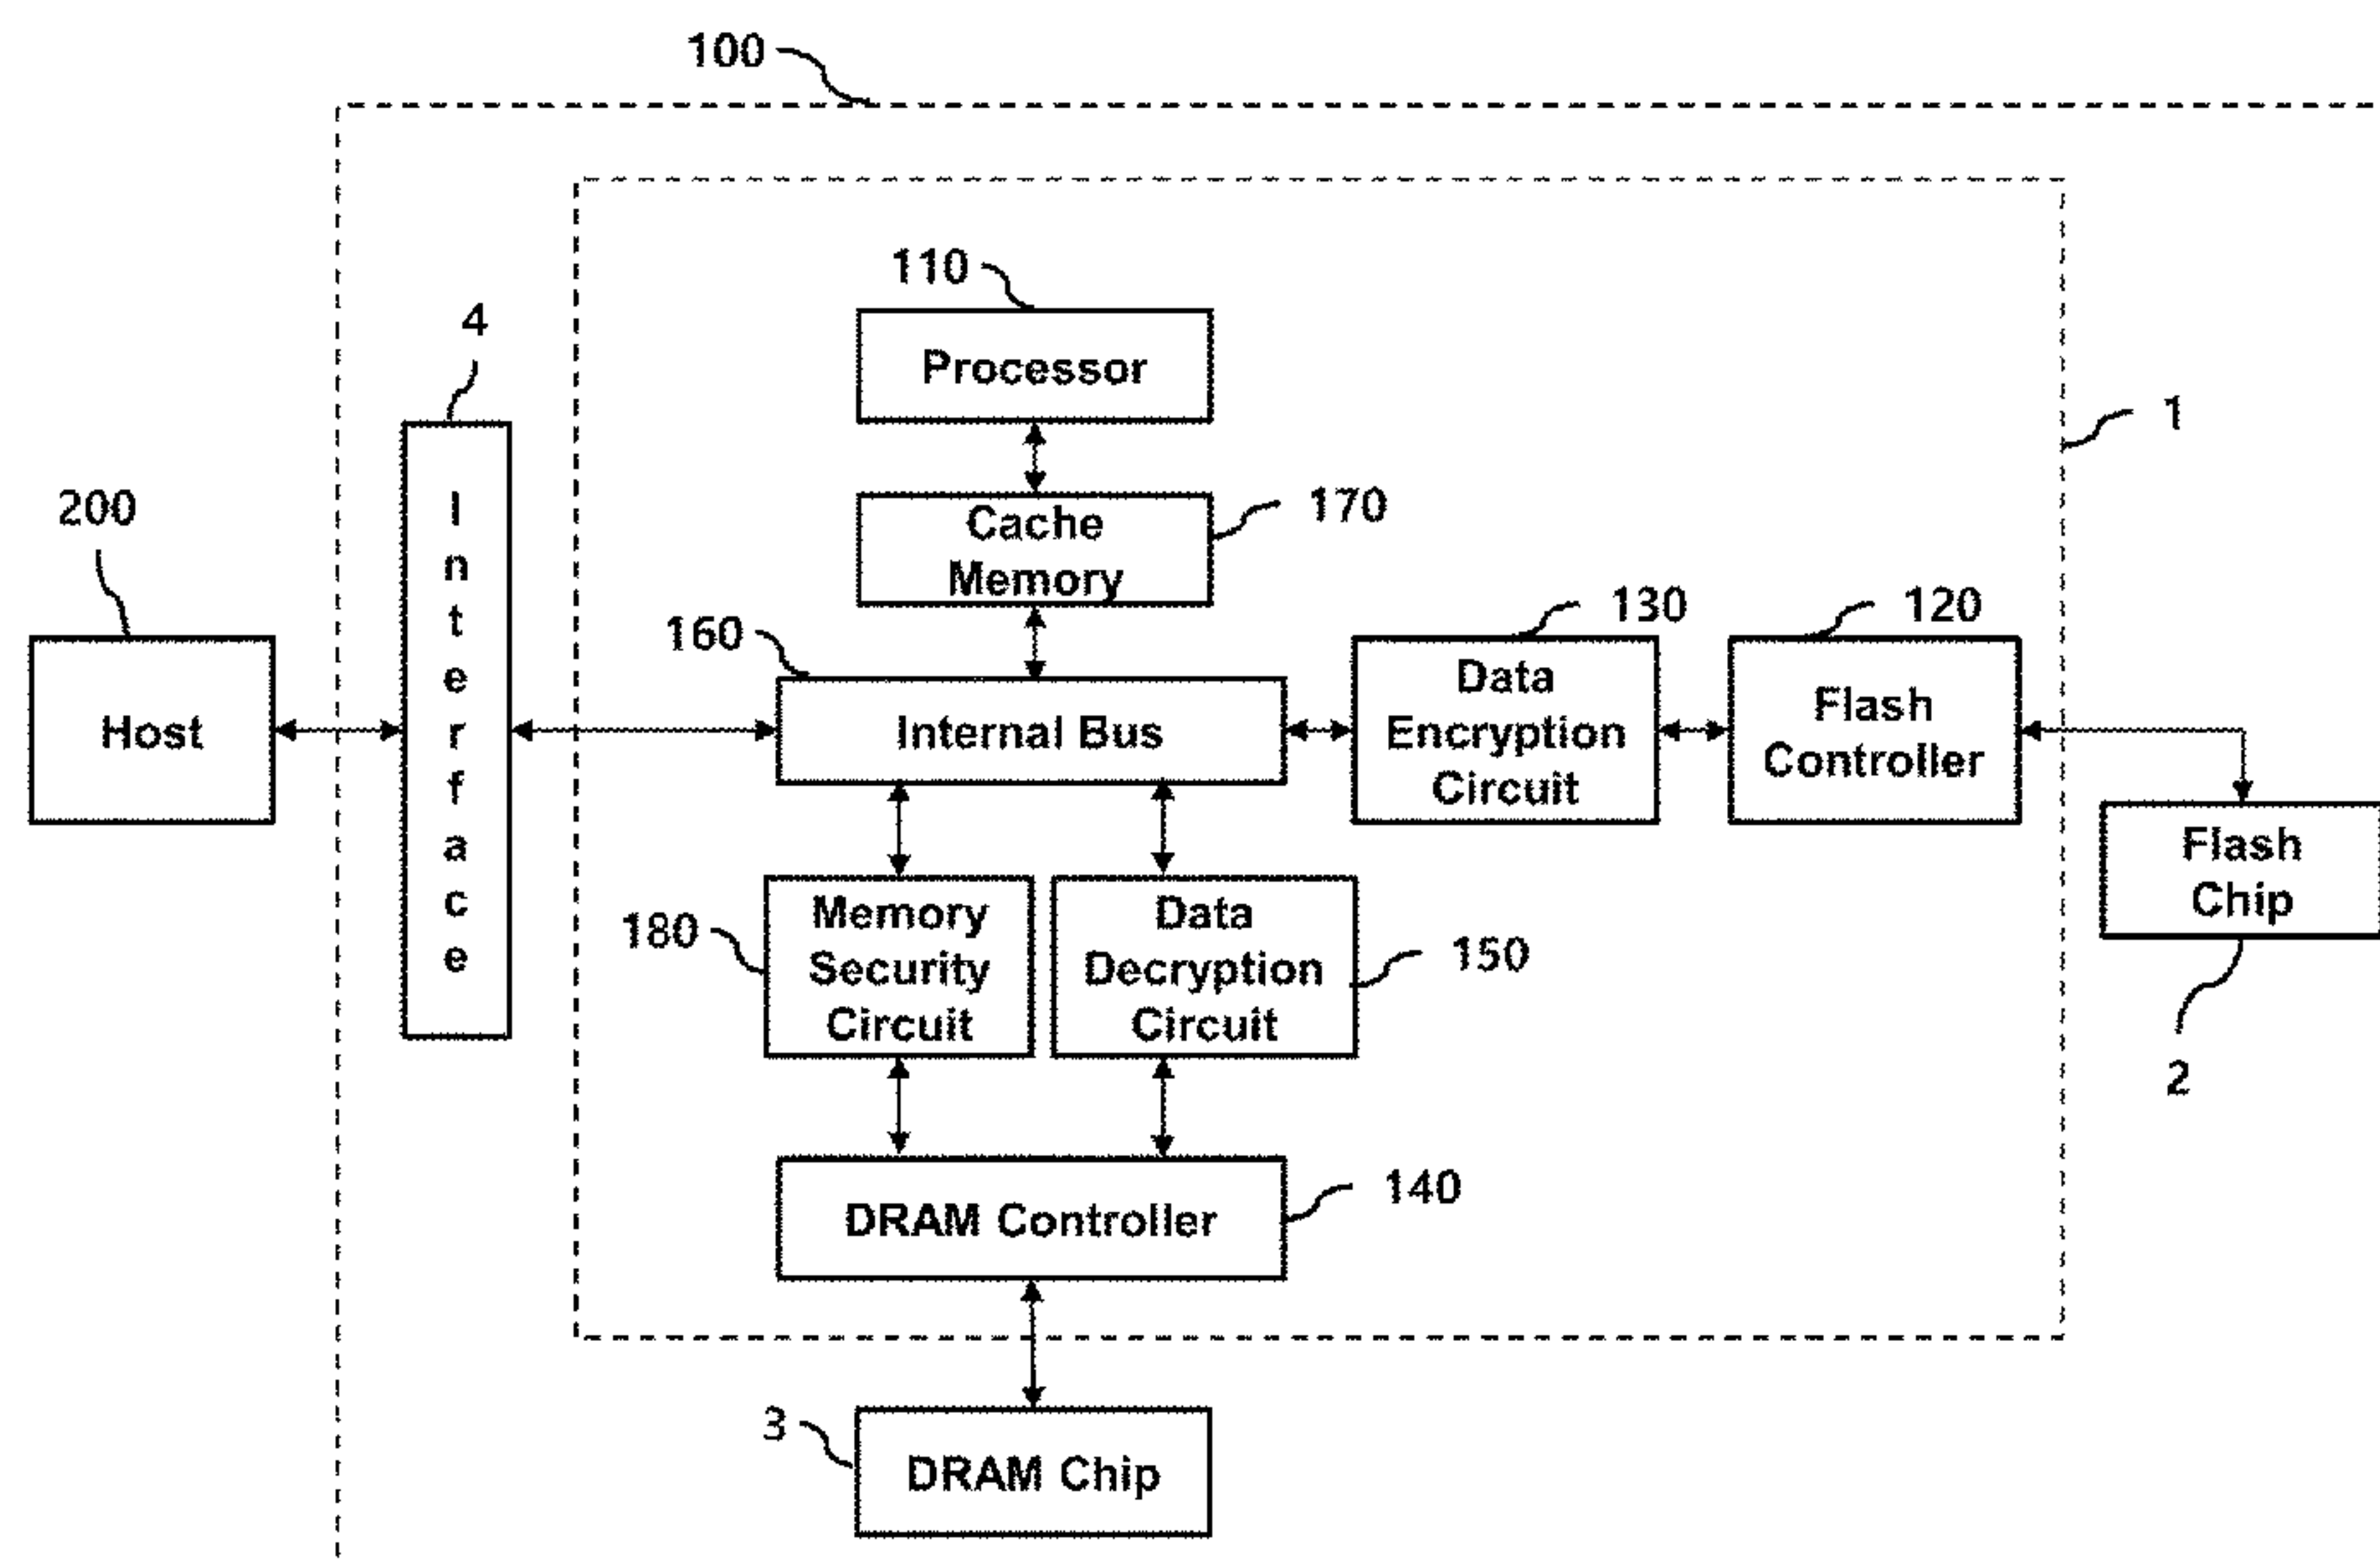 100
110
Processor
4
1
Cache
Memory
170
200
Interface
160
130
120
Host
Internal Bus
Data
Encryption
Circuit
Flash
Controller
Flash
Chip
180
Memory
Security
Circuit
Data
Decryption
Circuit
150
2
DRAM Controller
140
3
DRAM Chip